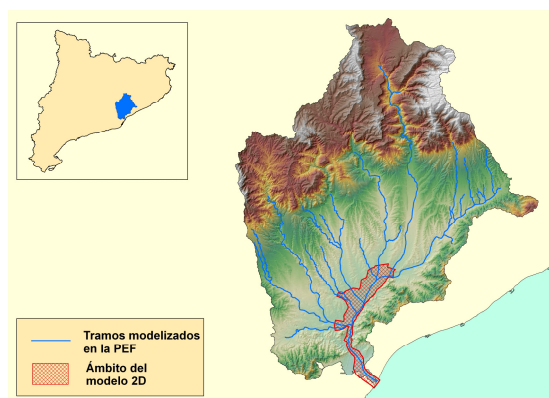 Tramos modelizados
en la PEF
Ámbito del
modelo 2D